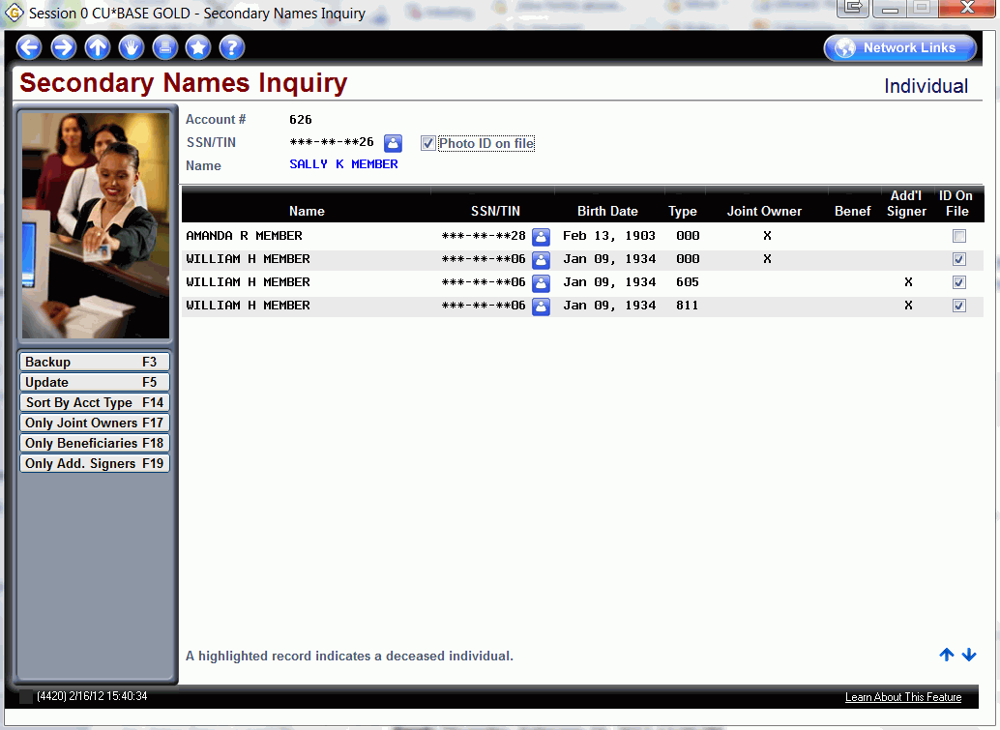 Session 0 CU*BASE GOLD - Secondary Names Inquiry
Network Links
Secondary Names Inquiry
Individual
Account # 626
SSN/TIN ***-**-**26 Photo ID on file
Name SALLY K MEMBER
Name SSN/TIN Birth Date Type Joint Owner Benef Add'l Signer ID On File
AMANDA R MEMBER ***-**-**28 Feb 13, 1903 000 X
WILLIAM H MEMBER ***-**-**06 Jan 09, 1934 000 X
WILLIAM H MEMBER ***-**-**06 Jan 09, 1934 605 X
WILLIAM H MEMBER ***-**-**06 Jan 09, 1934 811 X
Backup F3
Update F5
Sort By Acct Type F14
Only Joint Owners F17
Only Beneficiaries F18
Only Add. Signers F19
A highlighted record indicates a deceased individual.
(4420) 2/16/12 15:40:34
Learn About This Feature